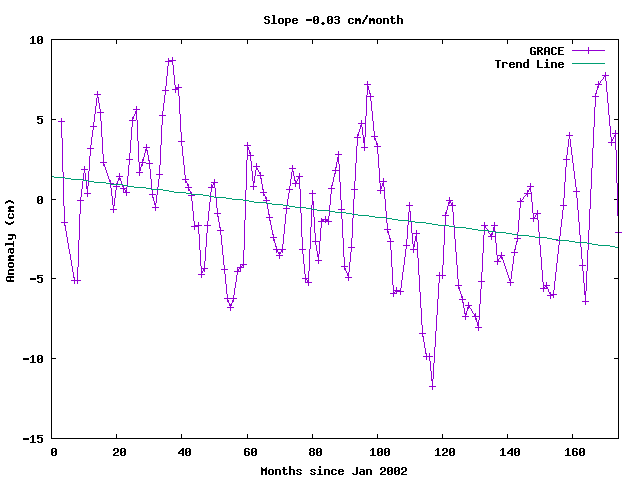 Slope -0.03 cm/month
GRACE
Trend Line
10
5
0
-5
-10
-15
Anomaly (cm)
0 20 40 60 80 100 120 140 160
Months since Jan 2002